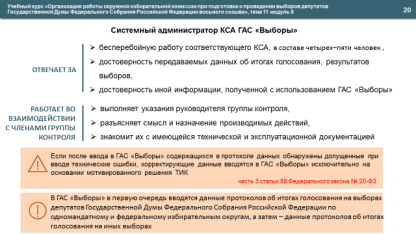 Учебный курс «Организация работы окружной избирательной комиссии при подготовке и проведении выборов депутатов
Государственной Думы Федерального Собрания Российской Федерации восьмого созыва», тема 11 модуль 8
20
Системный администратор КСА ГАС «Выборы»
ОТВЕЧАЕТ ЗА
➢ бесперебойную работу соответствующего КСА, в составе четырех–пяти человек ,
➢ достоверность передаваемых данных об итогах голосования, результатов
выборов,
➢ достоверность иной информации, полученной с использованием ГАС «Выборы»
РАБОТАЕТ ВО
ВЗАИМОДЕЙСТВИИ
С ЧЛЕНАМИ ГРУППЫ
КОНТРОЛЯ
➢ выполняет указания руководителя группы контроля,
➢ разъясняет смысл и назначение производимых действий,
➢ знакомит их с имеющейся технической и эксплуатационной документацией
Если после ввода в ГАС «Выборы» содержащихся в протоколе данных обнаружены допущенные при
вводе технические ошибки, корректирующие данные вводятся в ГАС «Выборы» исключительно на
основании мотивированного решения ТИК
часть 3 статьи 86 Федерального закона № 20-ФЗ
В ГАС «Выборы» в первую очередь вводятся данные протоколов об итогах голосования на выборах
депутатов Государственной Думы Федерального Собрания Российской Федерации по
одномандатному и федеральному избирательным округам, а затем – данные протоколов об итогах
голосования на иных выборах